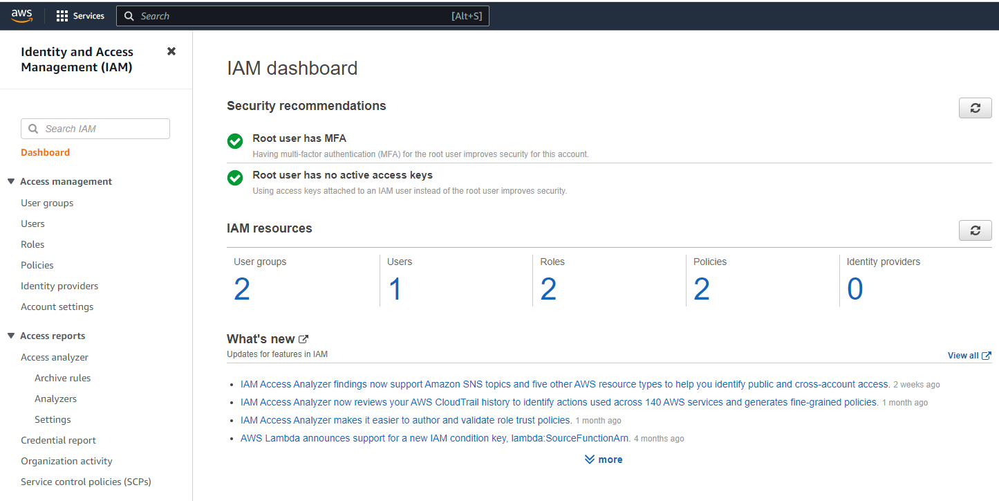 aws
Services
Search
[Alt+S]
Identity and Access
Management (IAM)
Search IAM
Dashboard
Access management
User groups
Users
Roles
Policies
Identity providers
Account settings
Access reports
Access analyzer
Archive rules
Analyzers
Settings
Credential report
Organization activity
Service control policies (SCPs)
IAM dashboard
Security recommendations
Root user has MFA
Having multi-factor authentication (MFA) for the root user improves security for this account.
Root user has no active access keys
Using access keys attached to an IAM user instead of the root user improves security.
IAM resources
User groups
2
Users
1
Roles
2
Policies
2
Identity providers
0
What's new
Updates for features in IAM
View all
IAM Access Analyzer findings now support Amazon SNS topics and five other AWS resource types to help you identify public and cross-account access. 2 weeks ago
IAM Access Analyzer now reviews your AWS CloudTrail history to identify actions used across 140 AWS services and generates fine-grained policies. 1 month ago
IAM Access Analyzer makes it easier to author and validate role trust policies. 1 month ago
AWS Lambda announces support for a new IAM condition key, lambda:SourceFunctionArn. 4 months ago
more